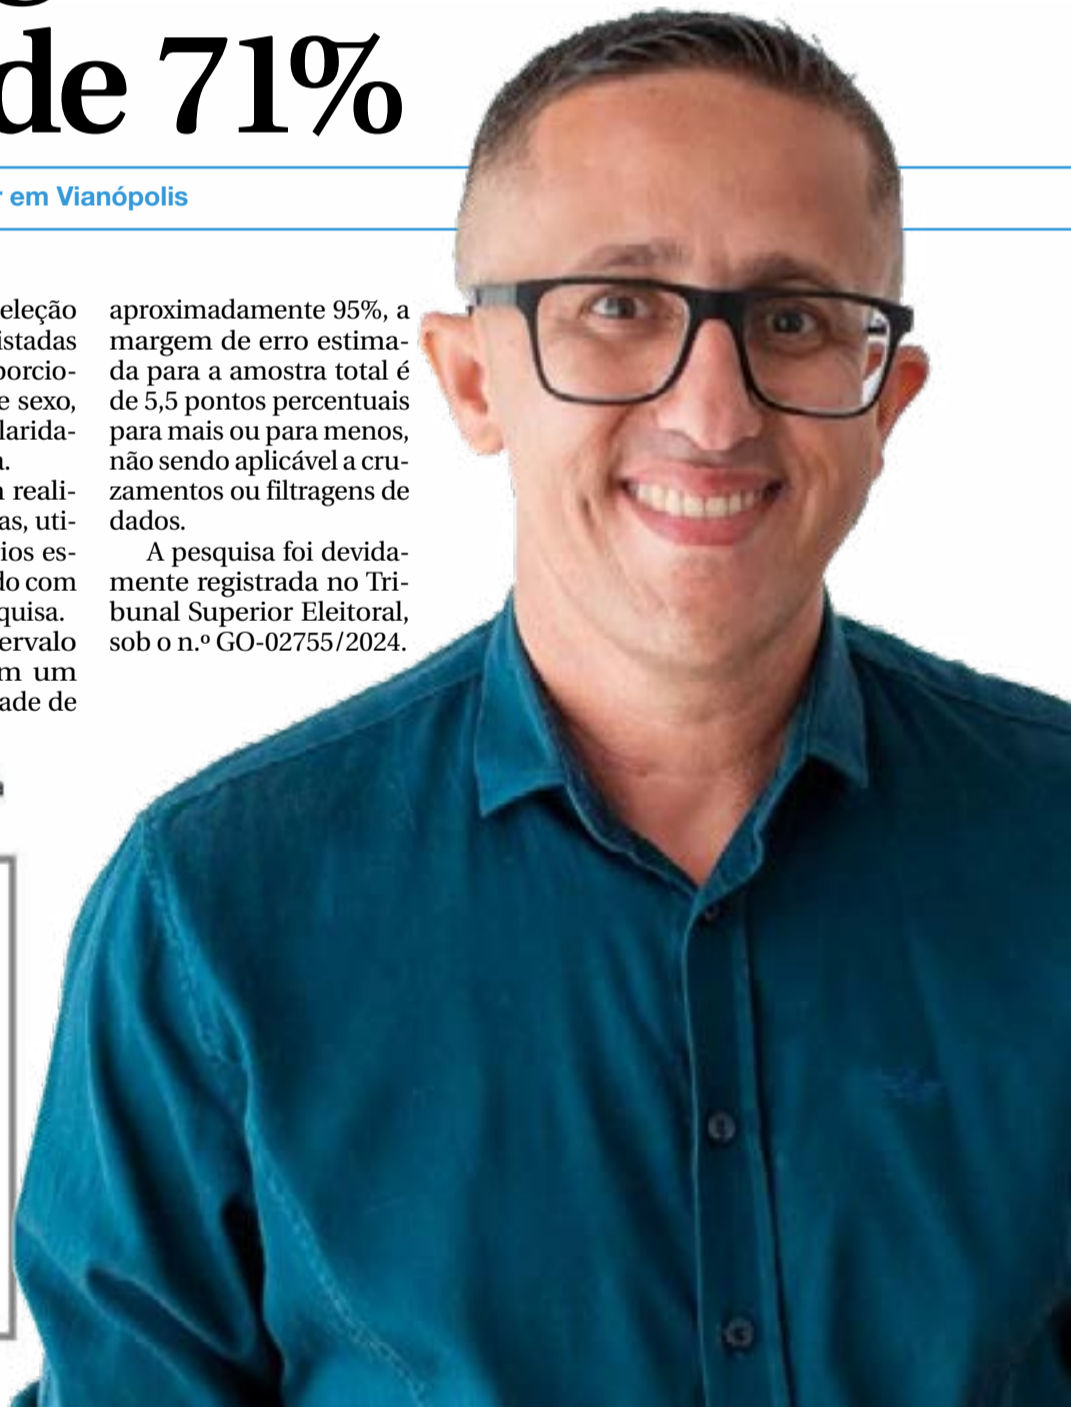 de 71%
em Vianópolis
eleção
istadas
porcio-
e sexo,
larida-
a.
reali-
as, uti-
ios es-
do com
quisa.
ervalo
m um
ade de
aproximadamente 95%, a
margem de erro estima-
da para a amostra total é
de 5,5 pontos percentuais
para mais ou para menos,
não sendo aplicável a cru-
zamentos ou filtragens de
dados.
A pesquisa foi devida-
mente registrada no Tri-
bunal Superior Eleitoral,
sob o n.º GO-02755/2024.